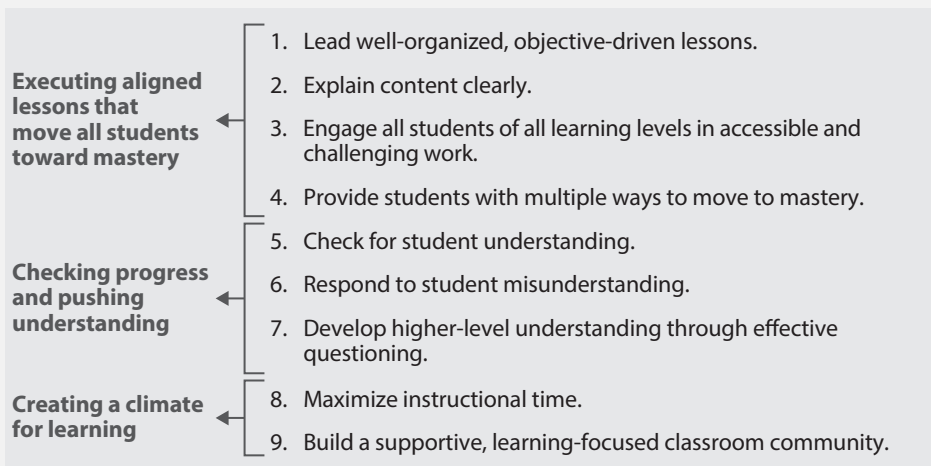 Executing aligned
lessons that
move all students
toward mastery
1. Lead well-organized, objective-driven lessons.
2. Explain content clearly.
3. Engage all students of all learning levels in accessible and
challenging work.
4. Provide students with multiple ways to move to mastery.
Checking progress
and pushing
understanding
5. Check for student understanding.
6. Respond to student misunderstanding.
7. Develop higher-level understanding through effective
questioning.
Creating a climate
for learning
8. Maximize instructional time.
9. Build a supportive, learning-focused classroom community.